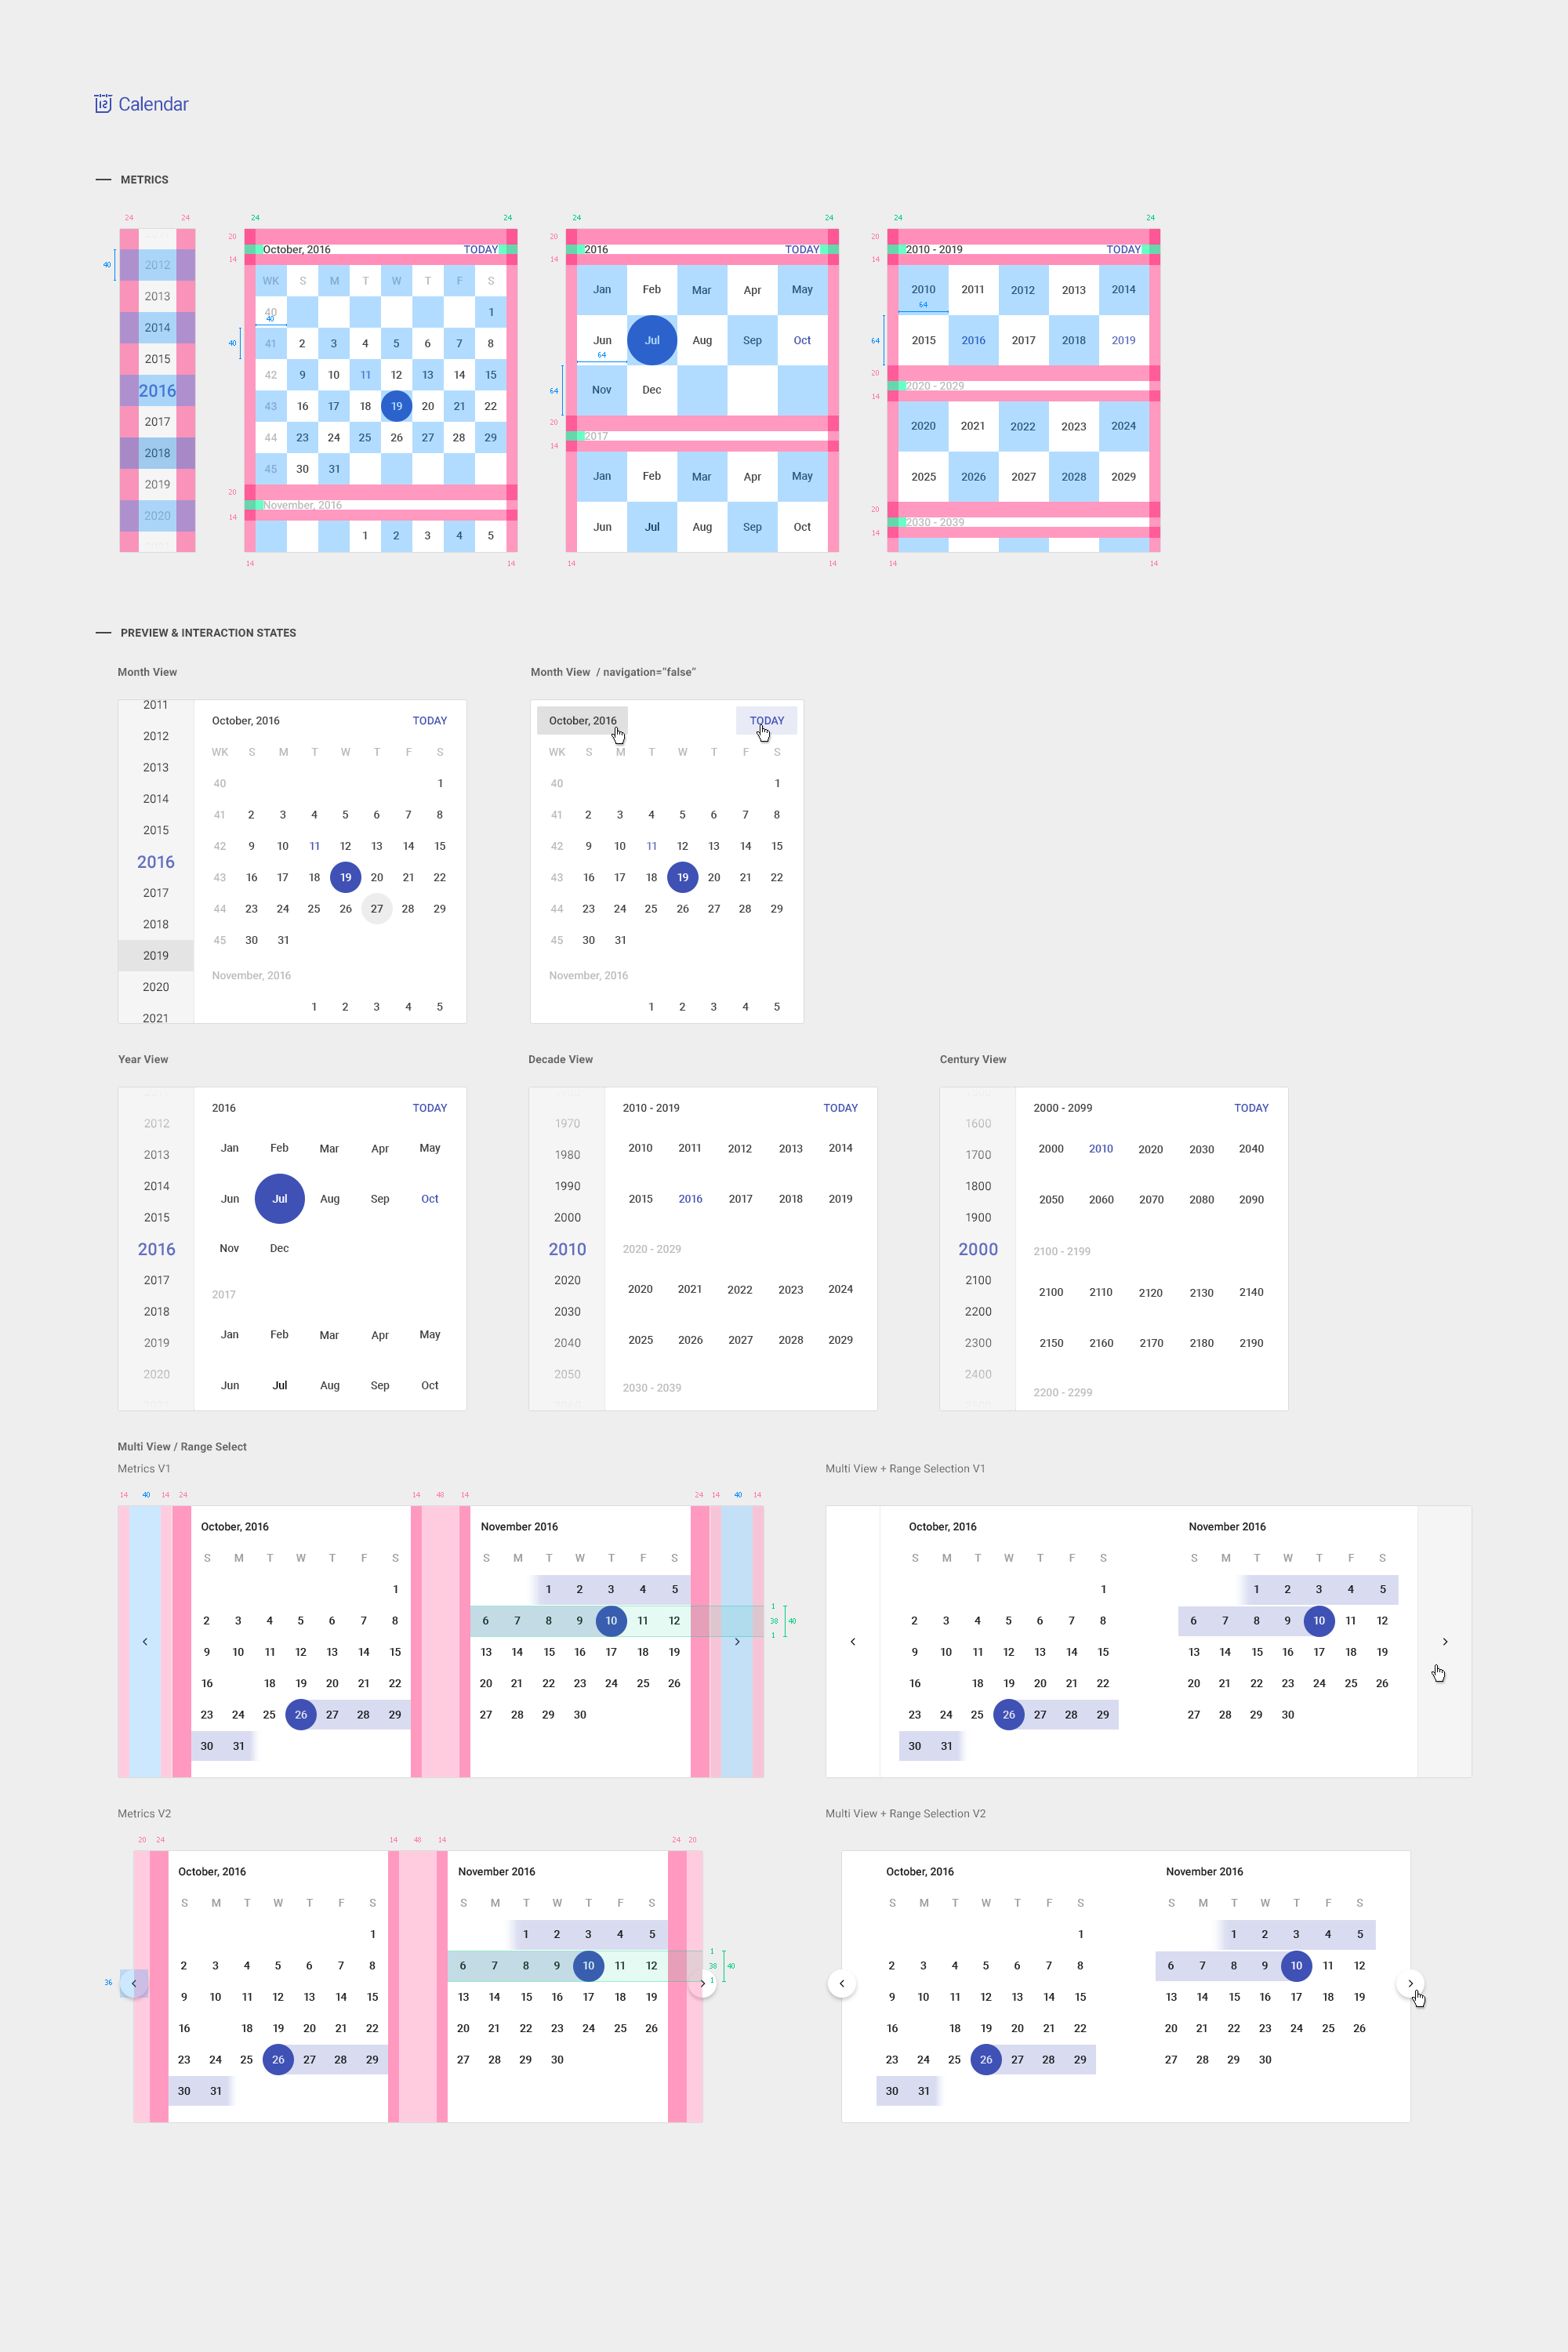 Calendar
METRICS
24 24 24 24 24 24 24 24
20 October, 2016 TODAY 20 2016 TODAY 20 2010 - 2019 TODAY
14 14 14
40
2012
2013
2014
2015
2016
2017
2018
2019
2020
WK S M T W T F S
40 1
40
40
41 2 3 4 5 6 7 8
42 9 10 11 12 13 14 15
43 16 17 18 19 20 21 22
44 23 24 25 26 27 28 29
45 30 31
20
November, 2016
14
1 2 3 4 5
14 14
Jan Feb Mar Apr May
Jun Jul Aug Sep Oct
64
64
Nov Dec
20
2017
14
Jan Feb Mar Apr May
Jun Jul Aug Sep Oct
14 14
2010 2011 2012 2013 2014
64
64
2015 2016 2017 2018 2019
20
2020 - 2029
14
2020 2021 2022 2023 2024
2025 2026 2027 2028 2029
20
2030 - 2039
14
14 14
PREVIEW & INTERACTION STATES
Month View
2011
2012
2013
2014
2015
2016
2017
2018
2019
2020
2021
October, 2016 TODAY
WK S M T W T F S
40 1
41 2 3 4 5 6 7 8
42 9 10 11 12 13 14 15
43 16 17 18 19 20 21 22
44 23 24 25 26 27 28 29
45 30 31
November, 2016
1 2 3 4 5
Month View / navigation="false"
October, 2016 TODAY
WK S M T W T F S
40 1
41 2 3 4 5 6 7 8
42 9 10 11 12 13 14 15
43 16 17 18 19 20 21 22
44 23 24 25 26 27 28 29
45 30 31
November, 2016
1 2 3 4 5
Year View
2012
2013
2014
2015
2016
2017
2018
2019
2020
2016 TODAY
Jan Feb Mar Apr May
Jun Jul Aug Sep Oct
Nov Dec
2017
Jan Feb Mar Apr May
Jun Jul Aug Sep Oct
Decade View
1970
1980
1990
2000
2010
2020
2030
2040
2050
2010 - 2019 TODAY
2010 2011 2012 2013 2014
2015 2016 2017 2018 2019
2020 - 2029
2020 2021 2022 2023 2024
2025 2026 2027 2028 2029
2030 - 2039
Century View
1600
1700
1800
1900
2000
2100
2200
2300
2400
2000 - 2099 TODAY
2000 2010 2020 2030 2040
2050 2060 2070 2080 2090
2100 - 2199
2100 2110 2120 2130 2140
2150 2160 2170 2180 2190
2200 - 2299
Multi View / Range Select
Metrics V1
14 40 14 24 14 48 14 24 14 40 14
October, 2016
S M T W T F S
1
2 3 4 5 6 7 8
9 10 11 12 13 14 15
16 18 19 20 21 22
23 24 25 26 27 28 29
30 31
November 2016
S M T W T F S
1 2 3 4 5
6 7 8 9 10 11 12
13 14 15 16 17 18 19
20 21 22 23 24 25 26
27 28 29 30
1
38 40
1
Multi View + Range Selection V1
October, 2016
S M T W T F S
1
2 3 4 5 6 7 8
9 10 11 12 13 14 15
16 18 19 20 21 22
23 24 25 26 27 28 29
30 31
November 2016
S M T W T F S
1 2 3 4 5
6 7 8 9 10 11 12
13 14 15 16 17 18 19
20 21 22 23 24 25 26
27 28 29 30
Metrics V2
20 24 14 48 14 24 20
36
October, 2016
S M T W T F S
1
2 3 4 5 6 7 8
9 10 11 12 13 14 15
16 18 19 20 21 22
23 24 25 26 27 28 29
30 31
November 2016
S M T W T F S
1 2 3 4 5
6 7 8 9 10 11 12
13 14 15 16 17 18 19
20 21 22 23 24 25 26
27 28 29 30
1
38 40
1
Multi View + Range Selection V2
October, 2016
S M T W T F S
1
2 3 4 5 6 7 8
9 10 11 12 13 14 15
16 18 19 20 21 22
23 24 25 26 27 28 29
30 31
November 2016
S M T W T F S
1 2 3 4 5
6 7 8 9 10 11 12
13 14 15 16 17 18 19
20 21 22 23 24 25 26
27 28 29 30